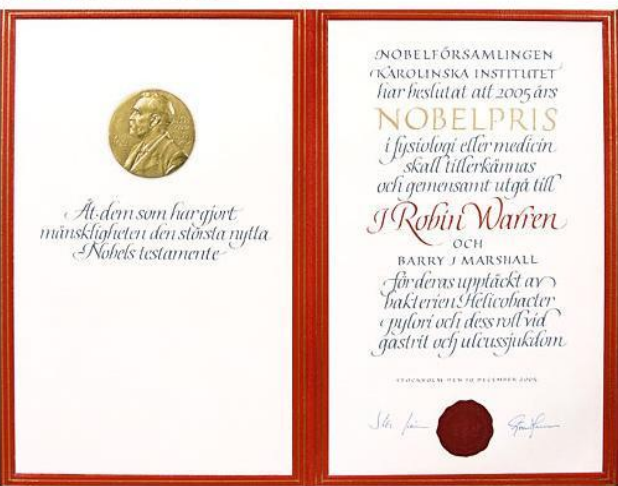 Åt dem som hur gjort
mänskligheten den största nytta
Nobels testamente
NOBELFÖRSAMLINGEN
KAROLINSKA INSTITUTET
har beslutat att 2005 års
NOBELPRIS
i fysiologi eller medicin
skall tillerkännas
och gemensamt utgå till
J Robin Warren
OCH
BARRY J MARSHALL
för deras upptäckt av
bakterien Helicobacter
pylori och dess roll vid
gastrit och ulcussjukdom
STOCKHOLM DEN 10 DECEMBER 2005